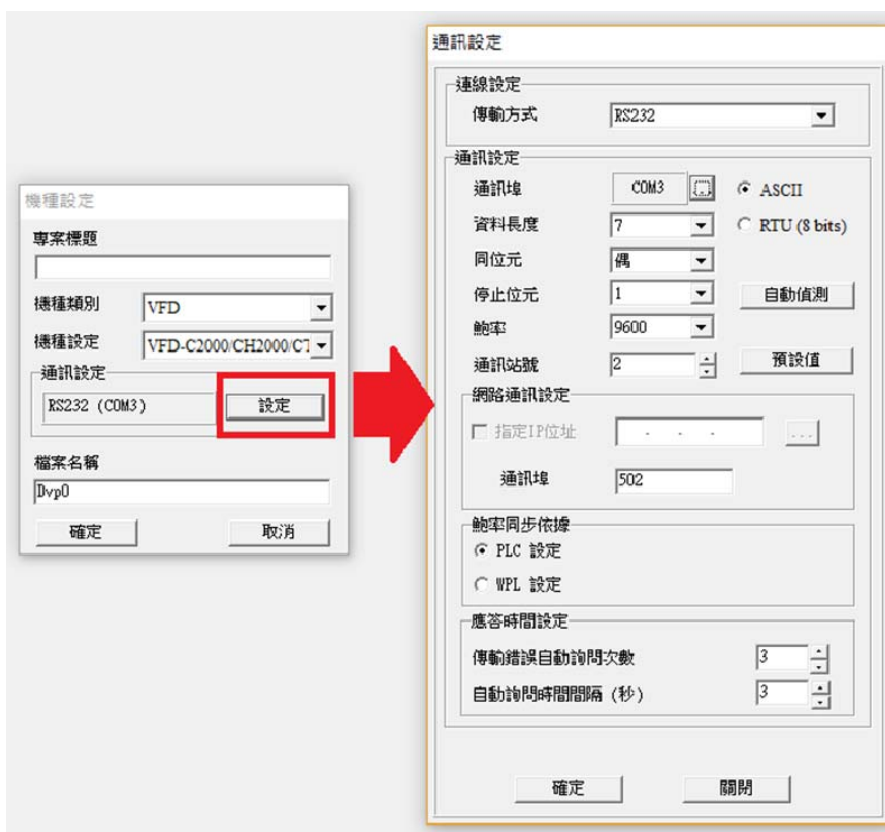 機種設定
專案標題
機種類別 VFD
機種設定 VFD-C2000/CH2000/CT
通訊設定
RS232 (COM3) 設定
檔案名稱
Dvp0
確定 取消
通訊設定
連線設定
傳輸方式 RS232
通訊設定
通訊埠 COM3 ... ASCII
資料長度 7 RTU (8 bits)
同位元 偶
停止位元 1 自動偵測
鮑率 9600
通訊站號 2 預設值
網路通訊設定
指定IP位址 . . . ...
通訊埠 502
鮑率同步依據
PLC 設定
WPL 設定
應答時間設定
傳輸錯誤自動詢問次數 3
自動詢問時間間隔 (秒) 3
確定 關閉